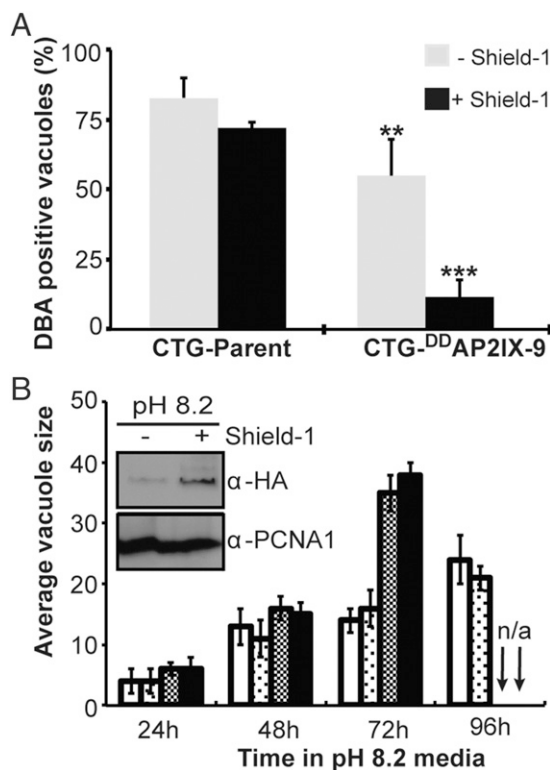 A
DBA positive vacuoles (%)
100
75
50
25
0
- Shield-1
+ Shield-1
**
***
CTG-Parent
CTG-ᴰᴰAP2IX-9
B
Average vacuole size
50
40
30
20
10
0
pH 8.2
- + Shield-1
α-HA
α-PCNA1
n/a
24h 48h 72h 96h
Time in pH 8.2 media